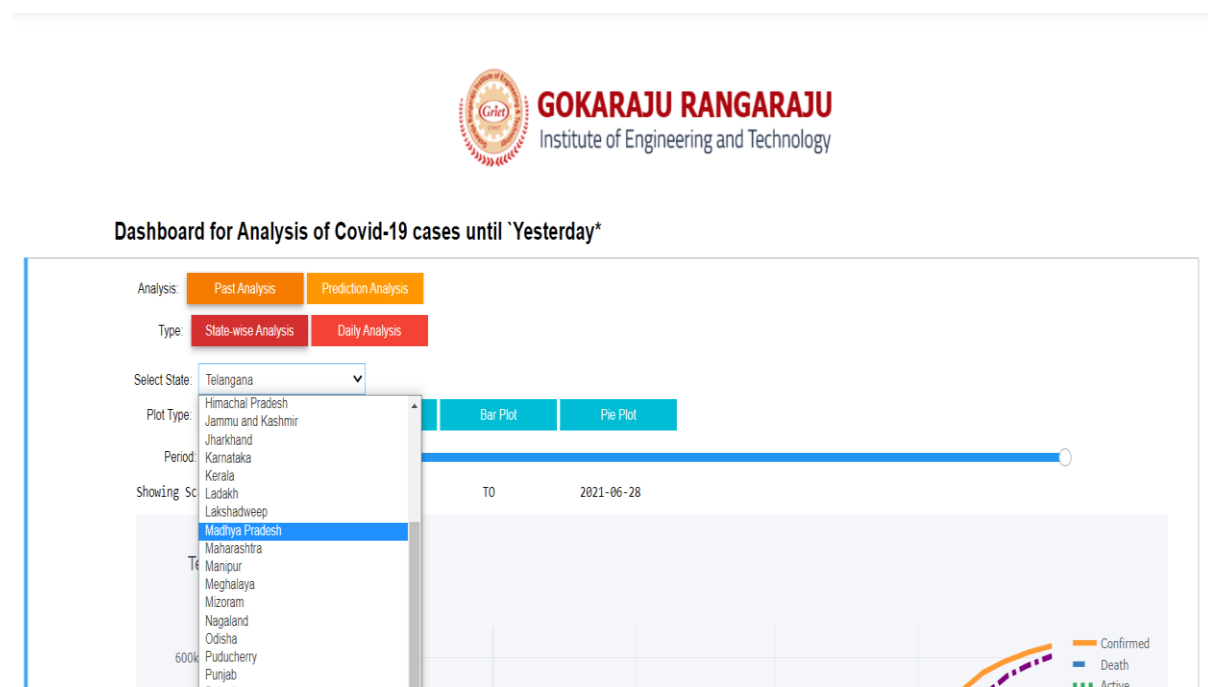 Griet
GOKARAJU RANGARAJU
Institute of Engineering and Technology
Dashboard for Analysis of Covid-19 cases until `Yesterday*
Analysis: Past Analysis Prediction Analysis
Type: State-wise Analysis Daily Analysis
Select State: Telangana
Himachal Pradesh
Plot Type: Bar Plot Pie Plot
Jammu and Kashmir
Jharkhand
Period: Karnataka
Kerala
Showing Ladakh TO 2021-06-28
Lakshadweep
Madhya Pradesh
Maharashtra
Manipur
Meghalaya
Mizoram
Nagaland
Odisha Confirmed
600k Puducherry
Death
Punjab
Active